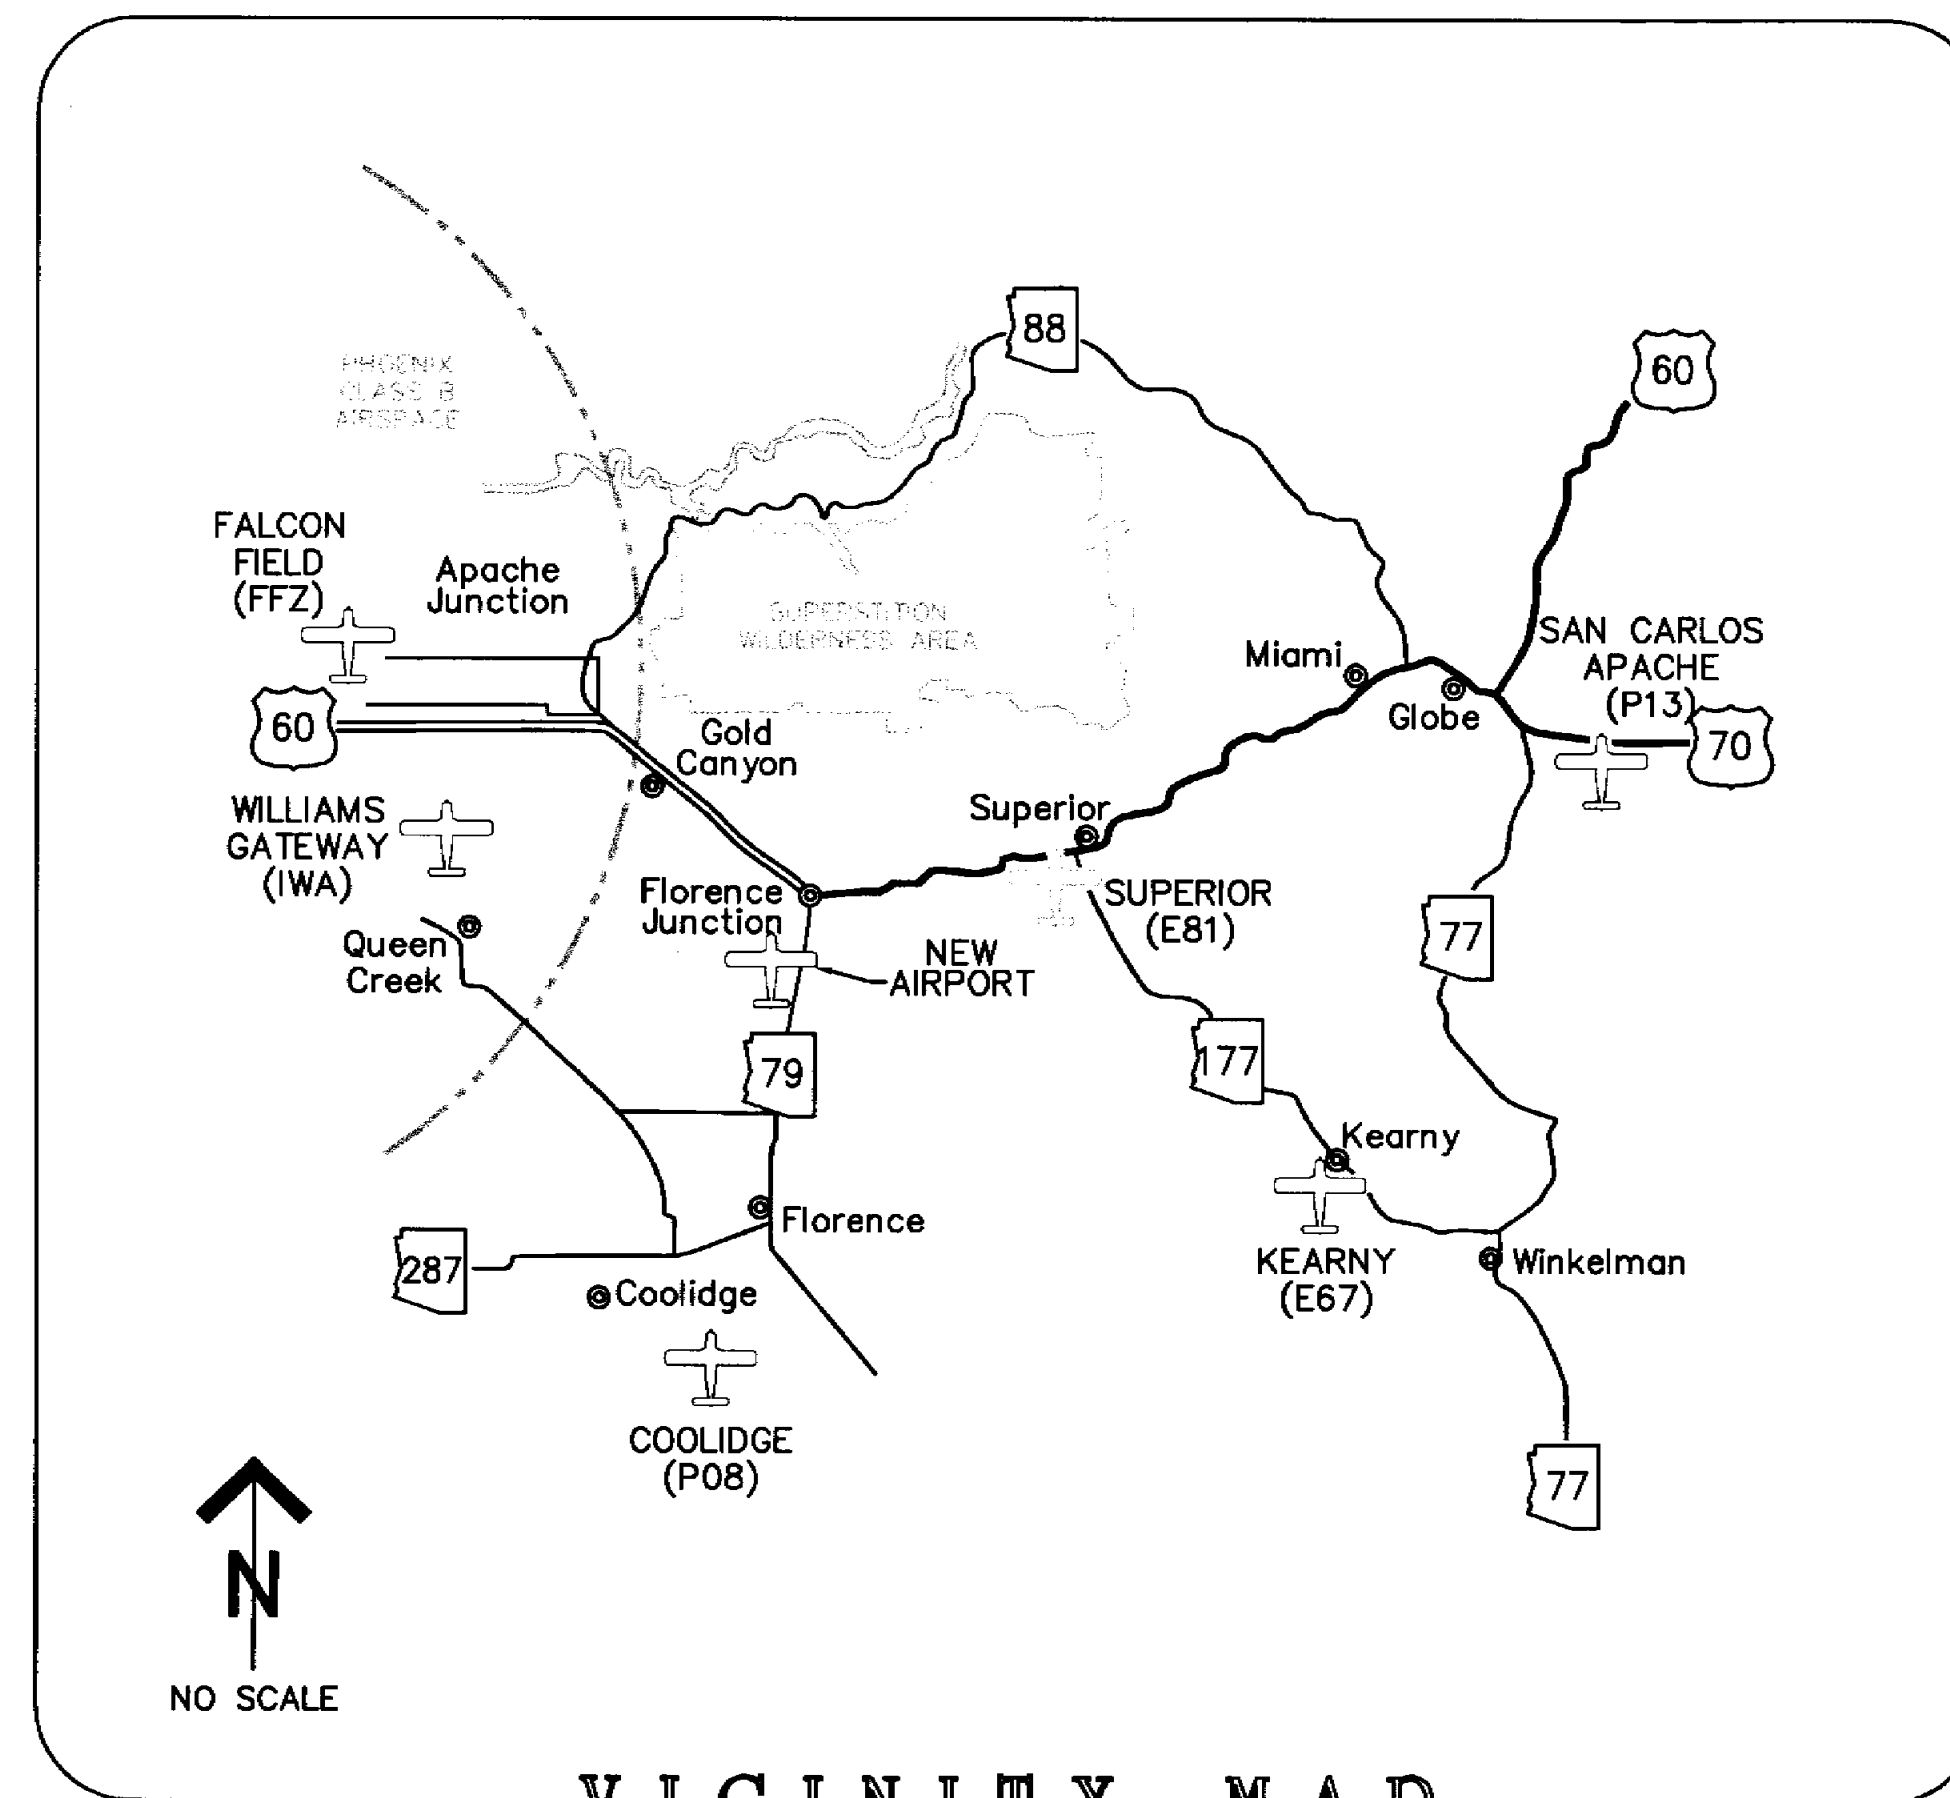 88
60
PHOENIX
CLASS B
AIRSPACE
FALCON
FIELD
(FFZ)
Apache
Junction
SUPERSTITION
WILDERNESS AREA
Miami
Globe
SAN CARLOS
APACHE
(P13)
70
60
Gold
Canyon
WILLIAMS
GATEWAY
(IWA)
Superior
Florence
Junction
SUPERIOR
(E81)
77
Queen
Creek
NEW
AIRPORT
79
177
Kearny
Florence
287
Coolidge
KEARNY
(E67)
Winkelman
COOLIDGE
(P08)
77
N
NO SCALE
VICINITY MAP